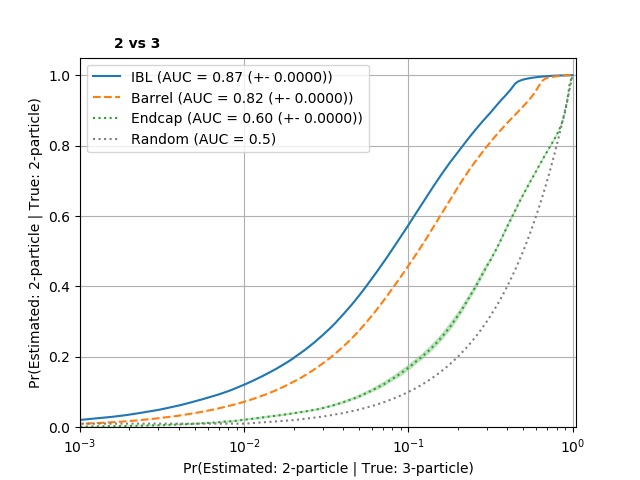 2 vs 3
IBL (AUC = 0.87 (+- 0.0000))
Barrel (AUC = 0.82 (+- 0.0000))
Endcap (AUC = 0.60 (+- 0.0000))
Random (AUC = 0.5)
Pr(Estimated: 2-particle | True: 2-particle)
1.0
0.8
0.6
0.4
0.2
0.0
10⁻³ 10⁻² 10⁻¹ 10⁰
Pr(Estimated: 2-particle | True: 3-particle)